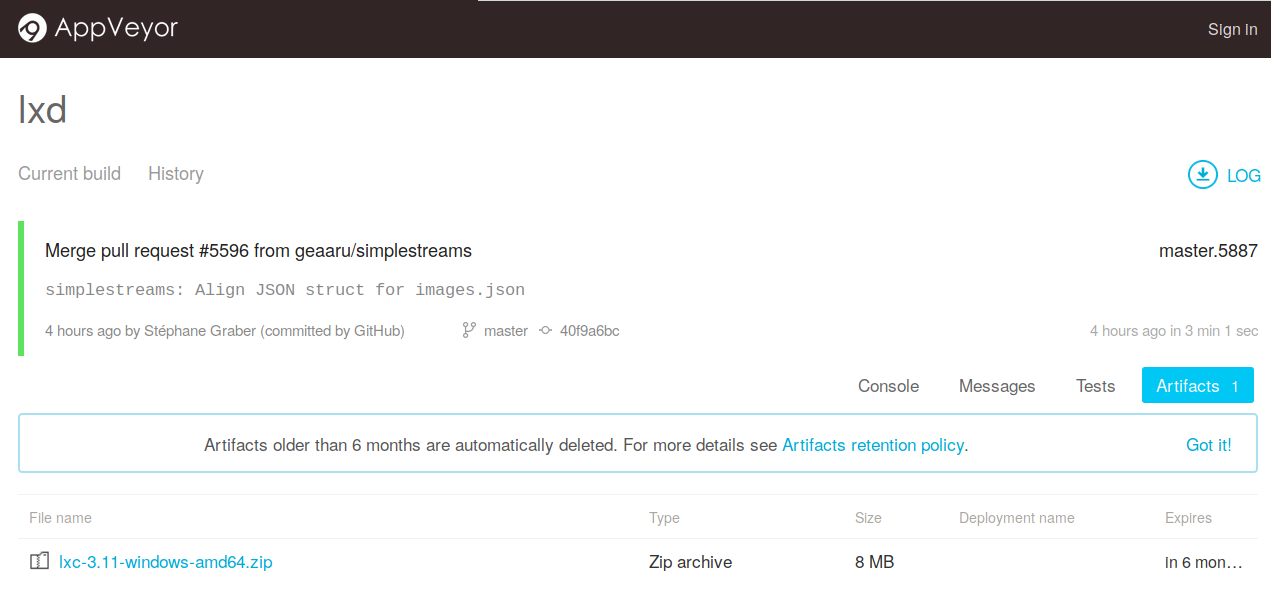 AppVeyor
Sign in
lxd
Current build History
LOG
Merge pull request #5596 from geaaru/simplestreams
master.5887
simplestreams: Align JSON struct for images.json
4 hours ago by Stéphane Graber (committed by GitHub) master 40f9a6bc
4 hours ago in 3 min 1 sec
Console Messages Tests Artifacts 1
Artifacts older than 6 months are automatically deleted. For more details see Artifacts retention policy.
Got it!
File name Type Size Deployment name Expires
lxc-3.11-windows-amd64.zip Zip archive 8 MB in 6 mon…